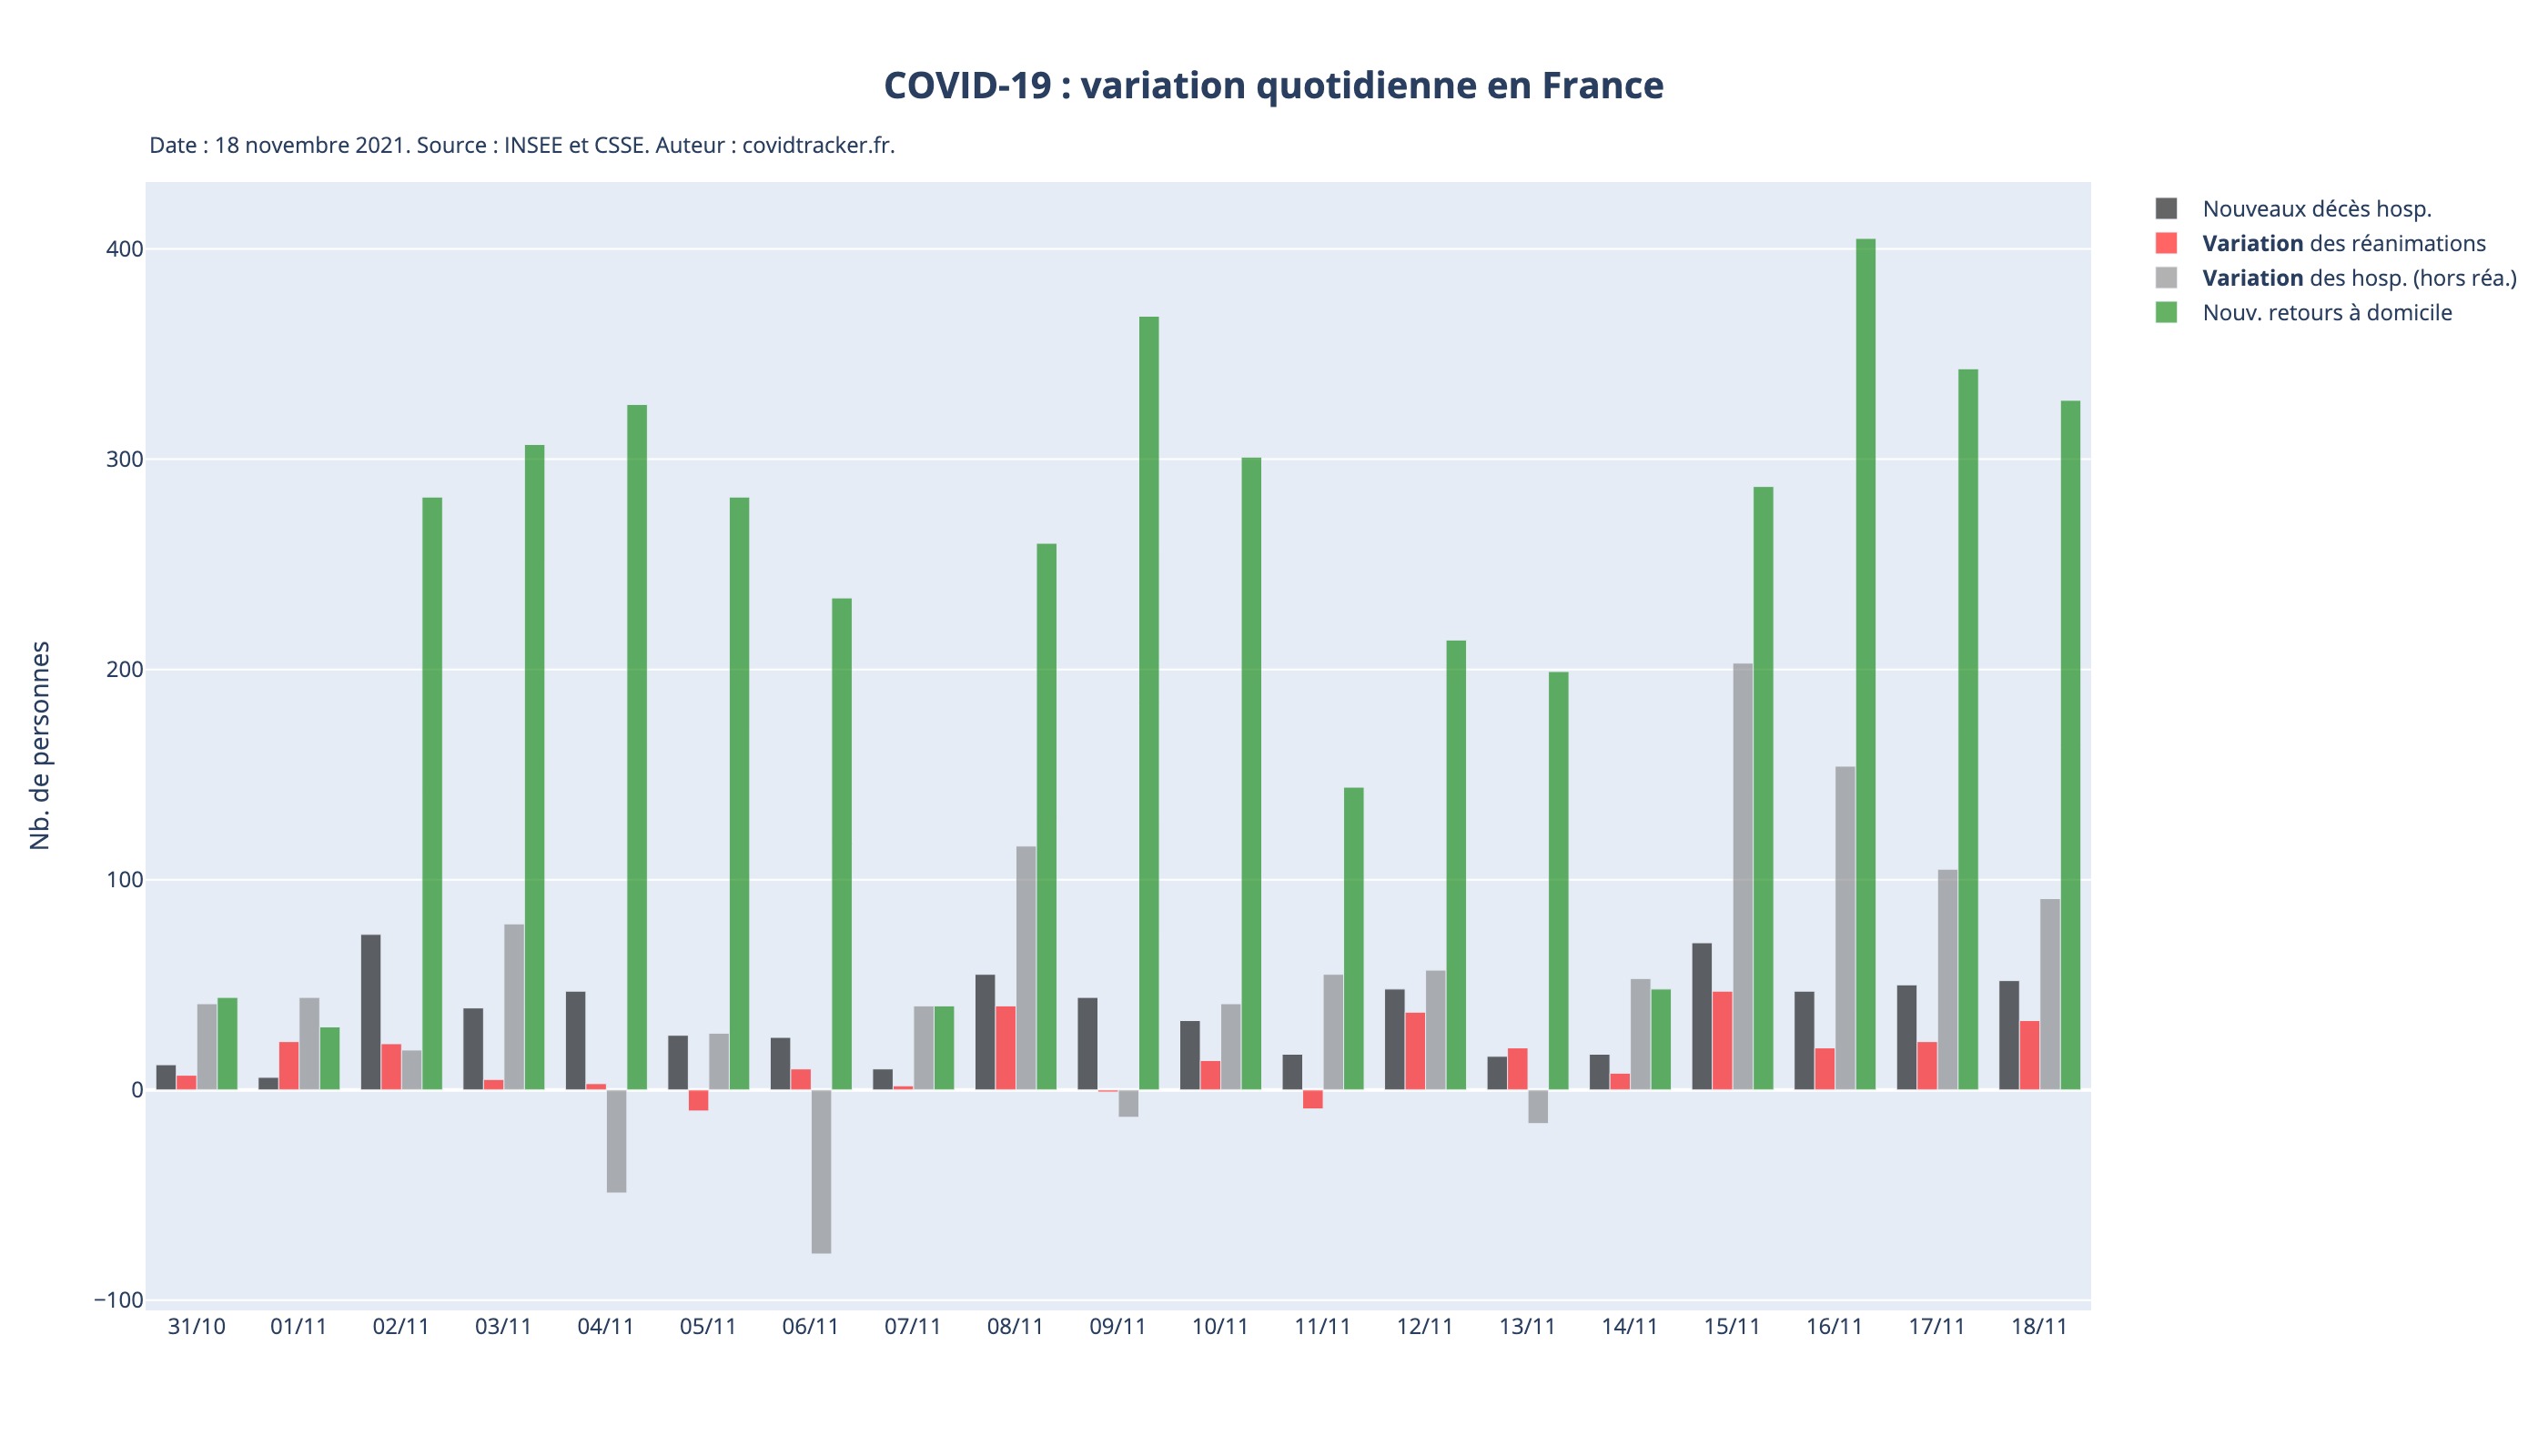 COVID-19 : variation quotidienne en France
Date : 18 novembre 2021. Source : INSEE et CSSE. Auteur : covidtracker.fr.
Nouveaux décès hosp.
Variation des réanimations
Variation des hosp. (hors réa.)
Nouv. retours à domicile
Nb. de personnes
400
300
200
100
0
−100
31/10 01/11 02/11 03/11 04/11 05/11 06/11 07/11 08/11 09/11 10/11 11/11 12/11 13/11 14/11 15/11 16/11 17/11 18/11